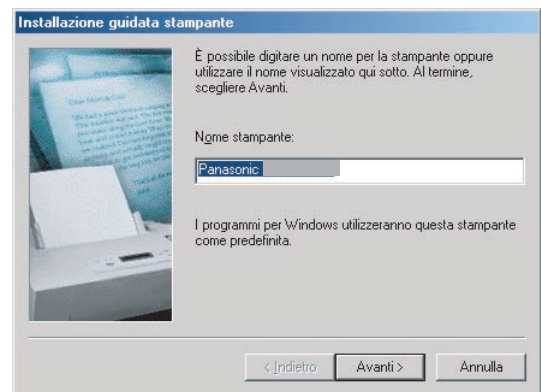 Installazione guidata stampante
È possibile digitare un nome per la stampante oppure
utilizzare il nome visualizzato qui sotto. Al termine,
scegliere Avanti.
Nome stampante:
Panasonic
I programmi per Windows utilizzeranno questa stampante
come predefinita.
< Indietro
Avanti >
Annulla